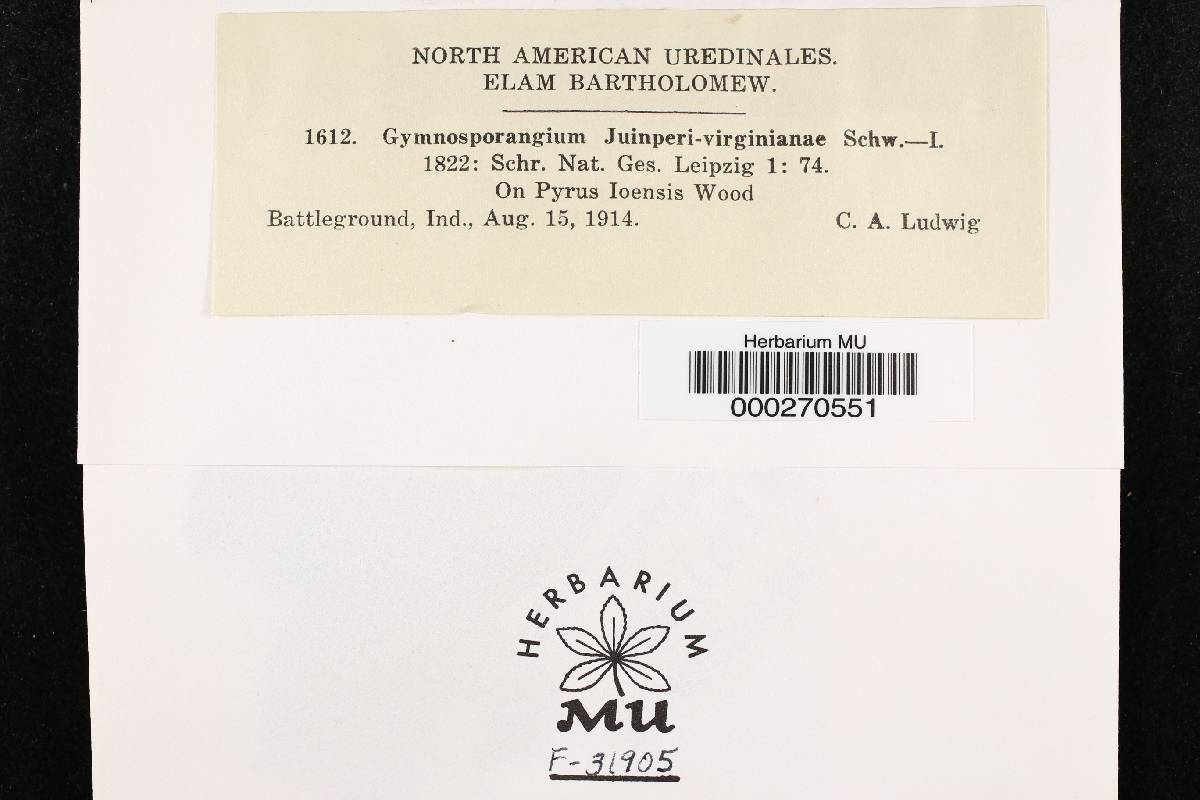 NORTH AMERICAN UREDINALES.
ELAM BARTHOLOMEW.
1612. Gymnosporangium Juinperi-virginianae Schw.—I.
1822: Schr. Nat. Ges. Leipzig 1: 74.
On Pyrus Ioensis Wood
Battleground, Ind., Aug. 15, 1914. C. A. Ludwig
Herbarium MU
000270551
HERBARIUM
MU
F-31905